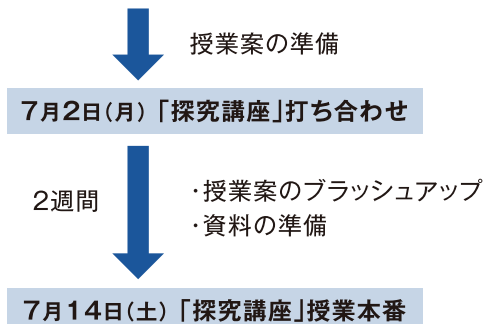 授業案の準備
7月2日(月)「探究講座」打ち合わせ
2週間
・授業案のブラッシュアップ
・資料の準備
7月14日(土)「探究講座」授業本番